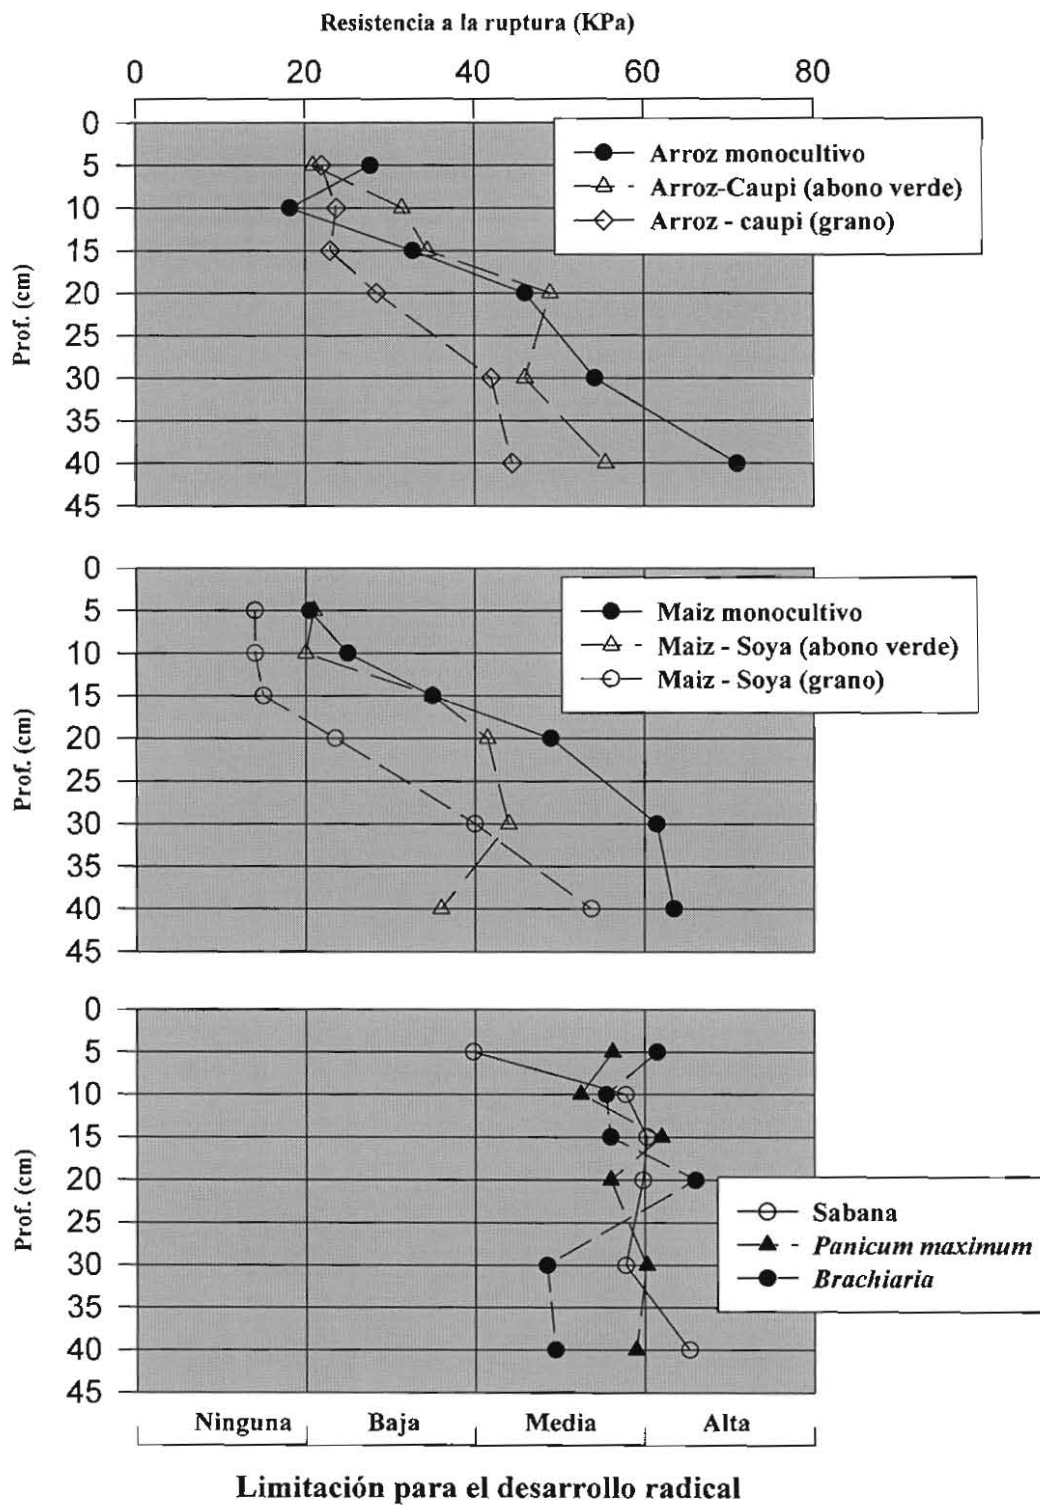 Resistencia a la ruptura (KPa)
0 20 40 60 80
0
5
10
15
20
25
30
35
40
45
Prof. (cm)
Arroz monocultivo
Arroz-Caupi (abono verde)
Arroz - caupi (grano)
0
5
10
15
20
25
30
35
40
45
Prof. (cm)
Maiz monocultivo
Maiz - Soya (abono verde)
Maiz - Soya (grano)
0
5
10
15
20
25
30
35
40
45
Prof. (cm)
Sabana
Panicum maximum
Brachiaria
Ninguna Baja Media Alta
Limitación para el desarrollo radical